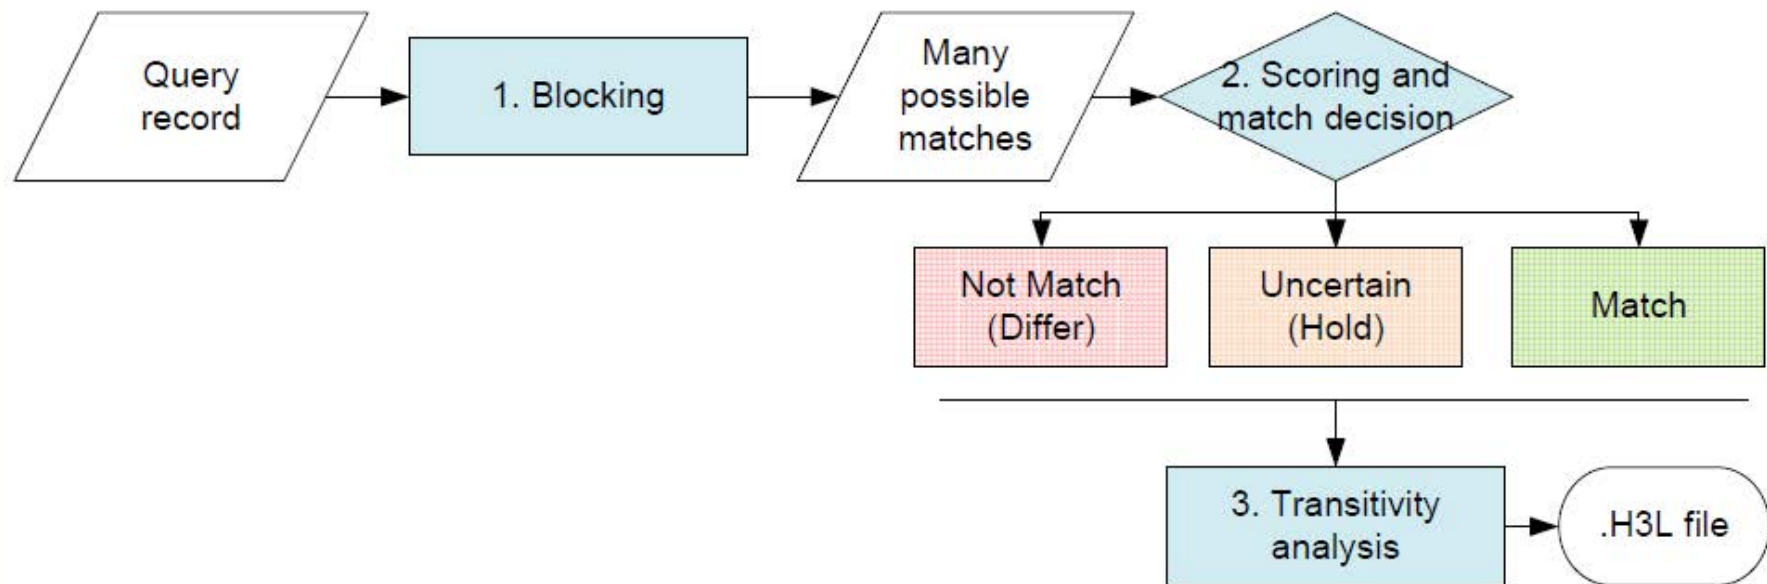 Query
record
1. Blocking
Many
possible
matches
2. Scoring and
match decision
Not Match
(Differ)
Uncertain
(Hold)
Match
3. Transitivity
analysis
.H3L file